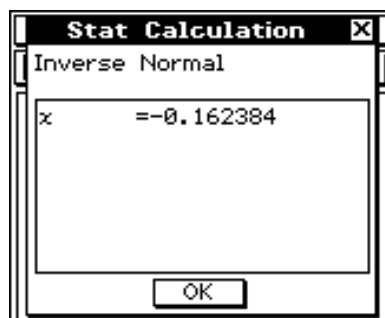 Stat Calculation X
Inverse Normal
x =-0.162384
OK